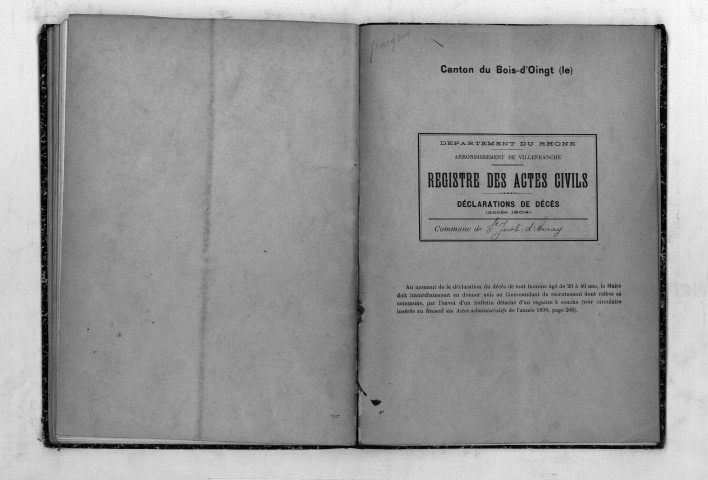 Canton du Bois-d'Oingt (le)
DÉPARTEMENT DU RHONE
ARRONDISSEMENT DE VILLEFRANCHE
REGISTRE DES ACTES CIVILS
DÉCLARATIONS DE DÉCÈS
(Année 1904)
Commune de St Just-d'Avray
Au moment de la déclaration du décès de tout homme âgé de 20 à 46 ans, le Maire
doit immédiatement en donner avis au Commandant de recrutement dont relève sa
commune, par l'envoi d'un bulletin détaché d'un registre à souche (voir circulaire
insérée au Recueil des Actes administratifs de l'année 1890, page 206).